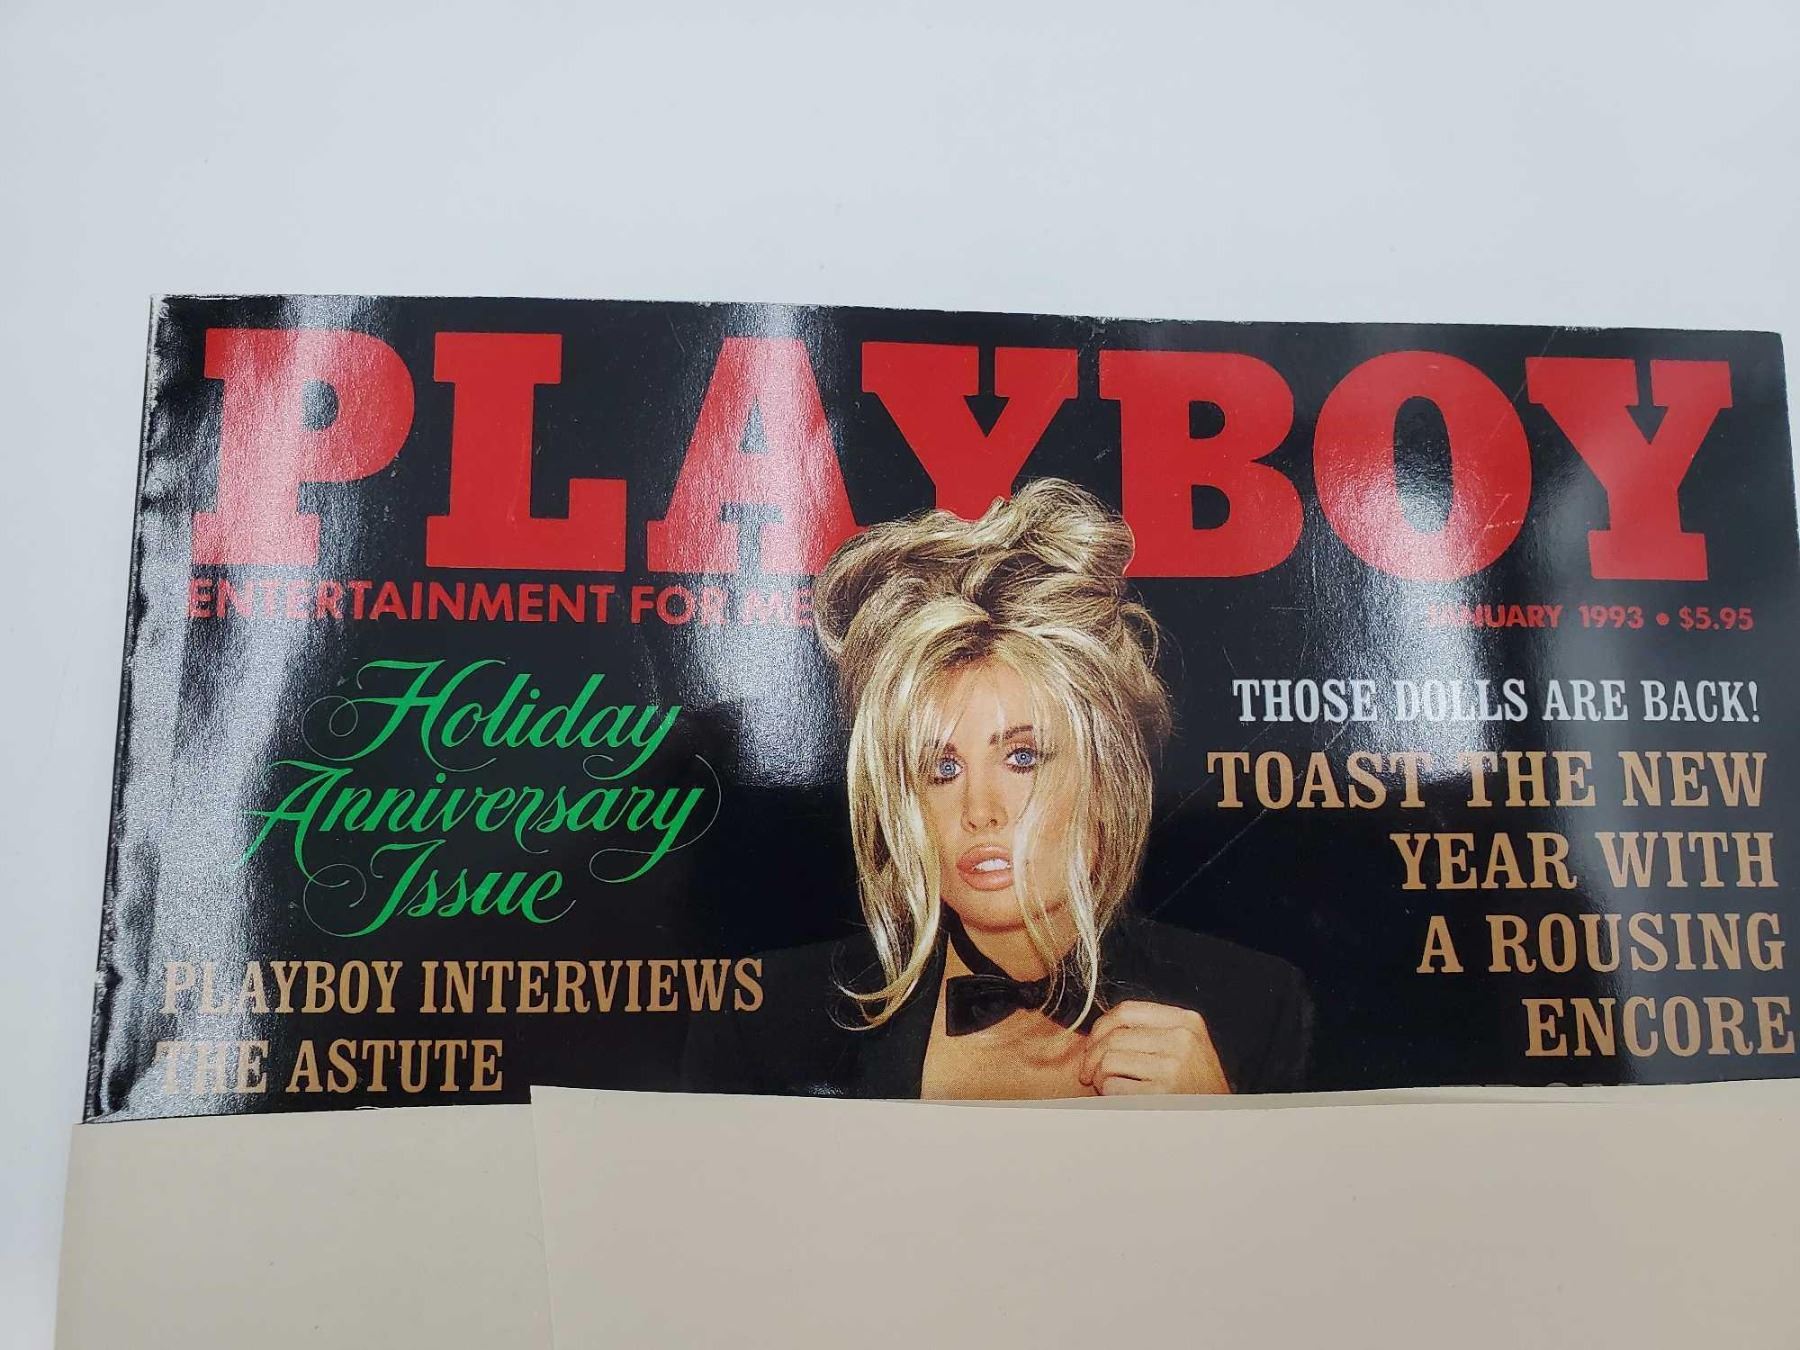 PLAYBOY
ENTERTAINMENT FOR ME
JANUARY 1993 • $5.95
Holiday
Anniversary
Issue
PLAYBOY INTERVIEWS
THE ASTUTE
THOSE DOLLS ARE BACK!
TOAST THE NEW
YEAR WITH
A ROUSING
ENCORE